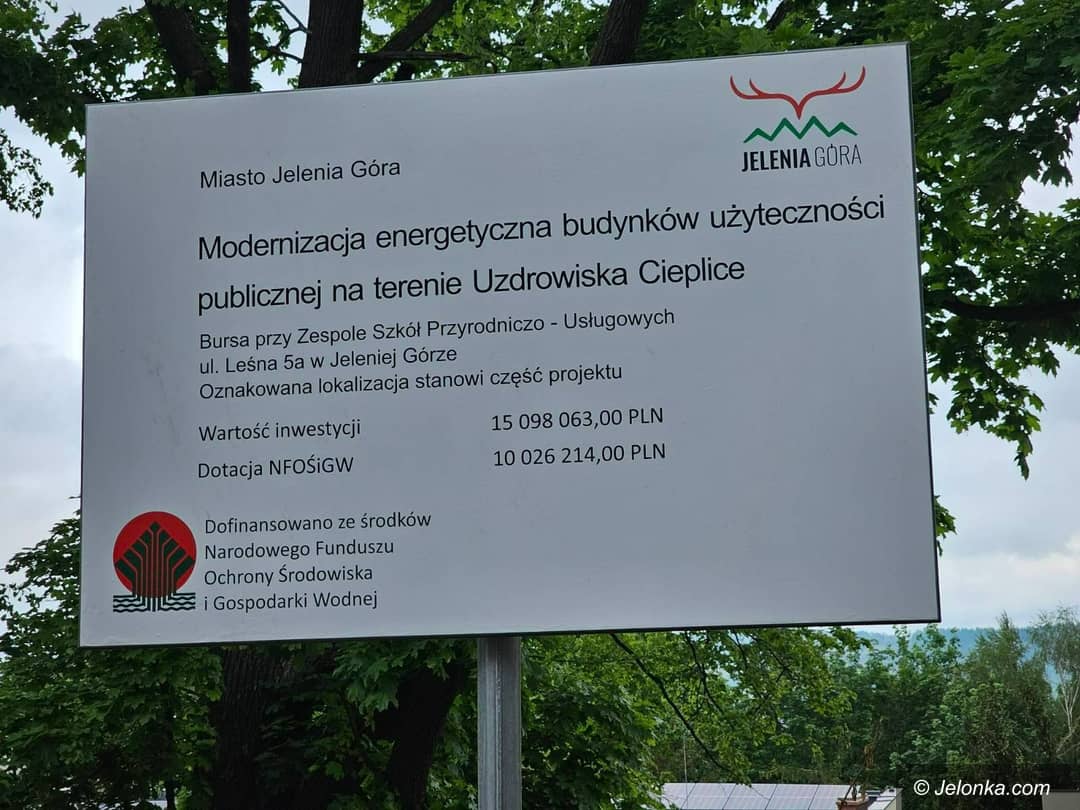 JELENIA GÓRA
Miasto Jelenia Góra
Modernizacja energetyczna budynków użyteczności
publicznej na terenie Uzdrowiska Cieplice
Bursa przy Zespole Szkół Przyrodniczo - Usługowych
ul. Leśna 5a w Jeleniej Górze
Oznakowana lokalizacja stanowi część projektu
Wartość inwestycji 15 098 063,00 PLN
Dotacja NFOŚiGW 10 026 214,00 PLN
Dofinansowano ze środków
Narodowego Funduszu
Ochrony Środowiska
i Gospodarki Wodnej
© Jelonka.com